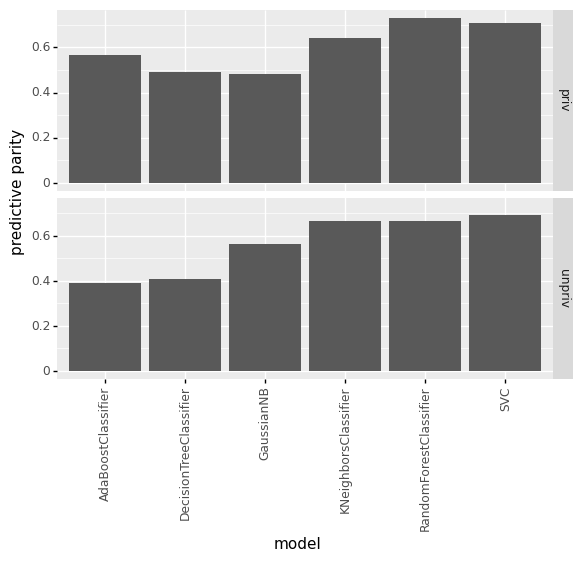 predictive parity
0.6
0.4
0.2
0
priv
0.6
0.4
0.2
0
unpriv
AdaBoostClassifier
DecisionTreeClassifier
GaussianNB
KNeighborsClassifier
RandomForestClassifier
SVC
model